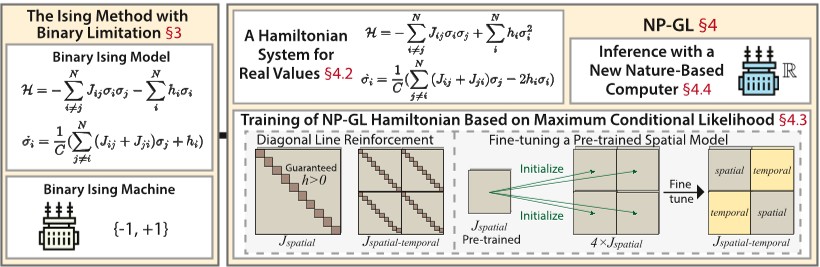 The Ising Method with
Binary Limitation §3
Binary Ising Model
ℋ = −∑_{i≠j}^{N} J_{ij}σ_iσ_j − ∑_{i}^{N} h_iσ_i
σ̇_i = 1/C (∑_{j≠i}^{N} (J_{ij} + J_{ji})σ_j + h_i)
Binary Ising Machine
{-1, +1}
A Hamiltonian
System for
Real Values §4.2
ℋ = −∑_{i≠j}^{N} J_{ij}σ_iσ_j + ∑_{i}^{N} h_iσ_i^2
σ̇_i = 1/C (∑_{j≠i}^{N} (J_{ij} + J_{ji})σ_j − 2h_iσ_i)
NP-GL §4
Inference with a
New Nature-Based
Computer §4.4
ℝ
Training of NP-GL Hamiltonian Based on Maximum Conditional Likelihood §4.3
Diagonal Line Reinforcement
Guaranteed
h>0
J_{spatial}
J_{spatial-temporal}
Fine-tuning a Pre-trained Spatial Model
J_{spatial}
Pre-trained
Initialize
Initialize
4×J_{spatial}
Fine
tune
spatial temporal
temporal spatial
J_{spatial-temporal}